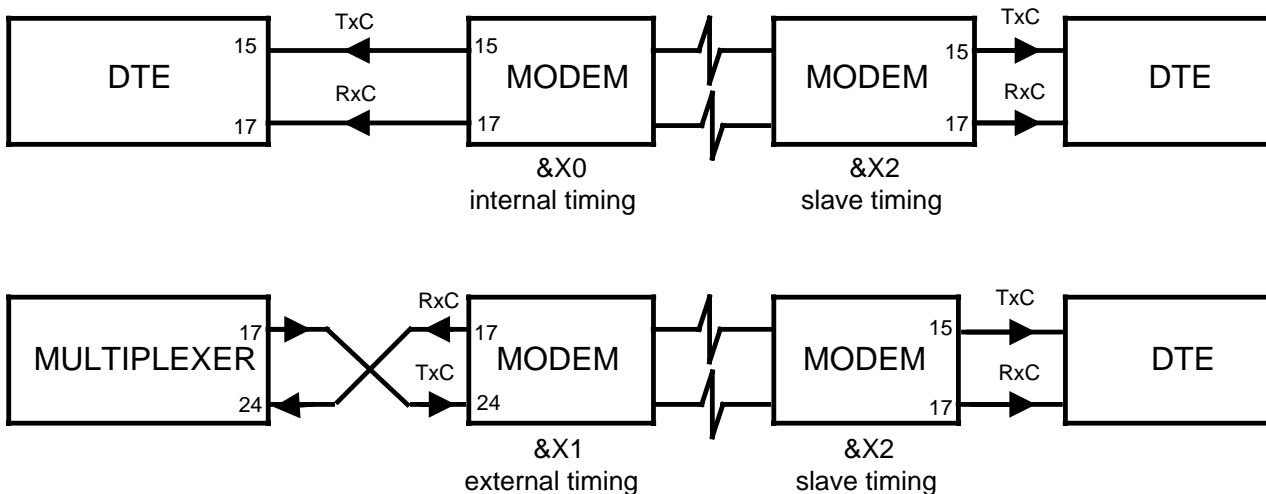 TxC
TxC
15 15 15
DTE MODEM MODEM DTE
RxC RxC
17 17 17
&X0 &X2
internal timing slave timing
RxC TxC
17 17 15
MULTIPLEXER MODEM MODEM DTE
TxC RxC
24 24 17
&X1 &X2
external timing slave timing